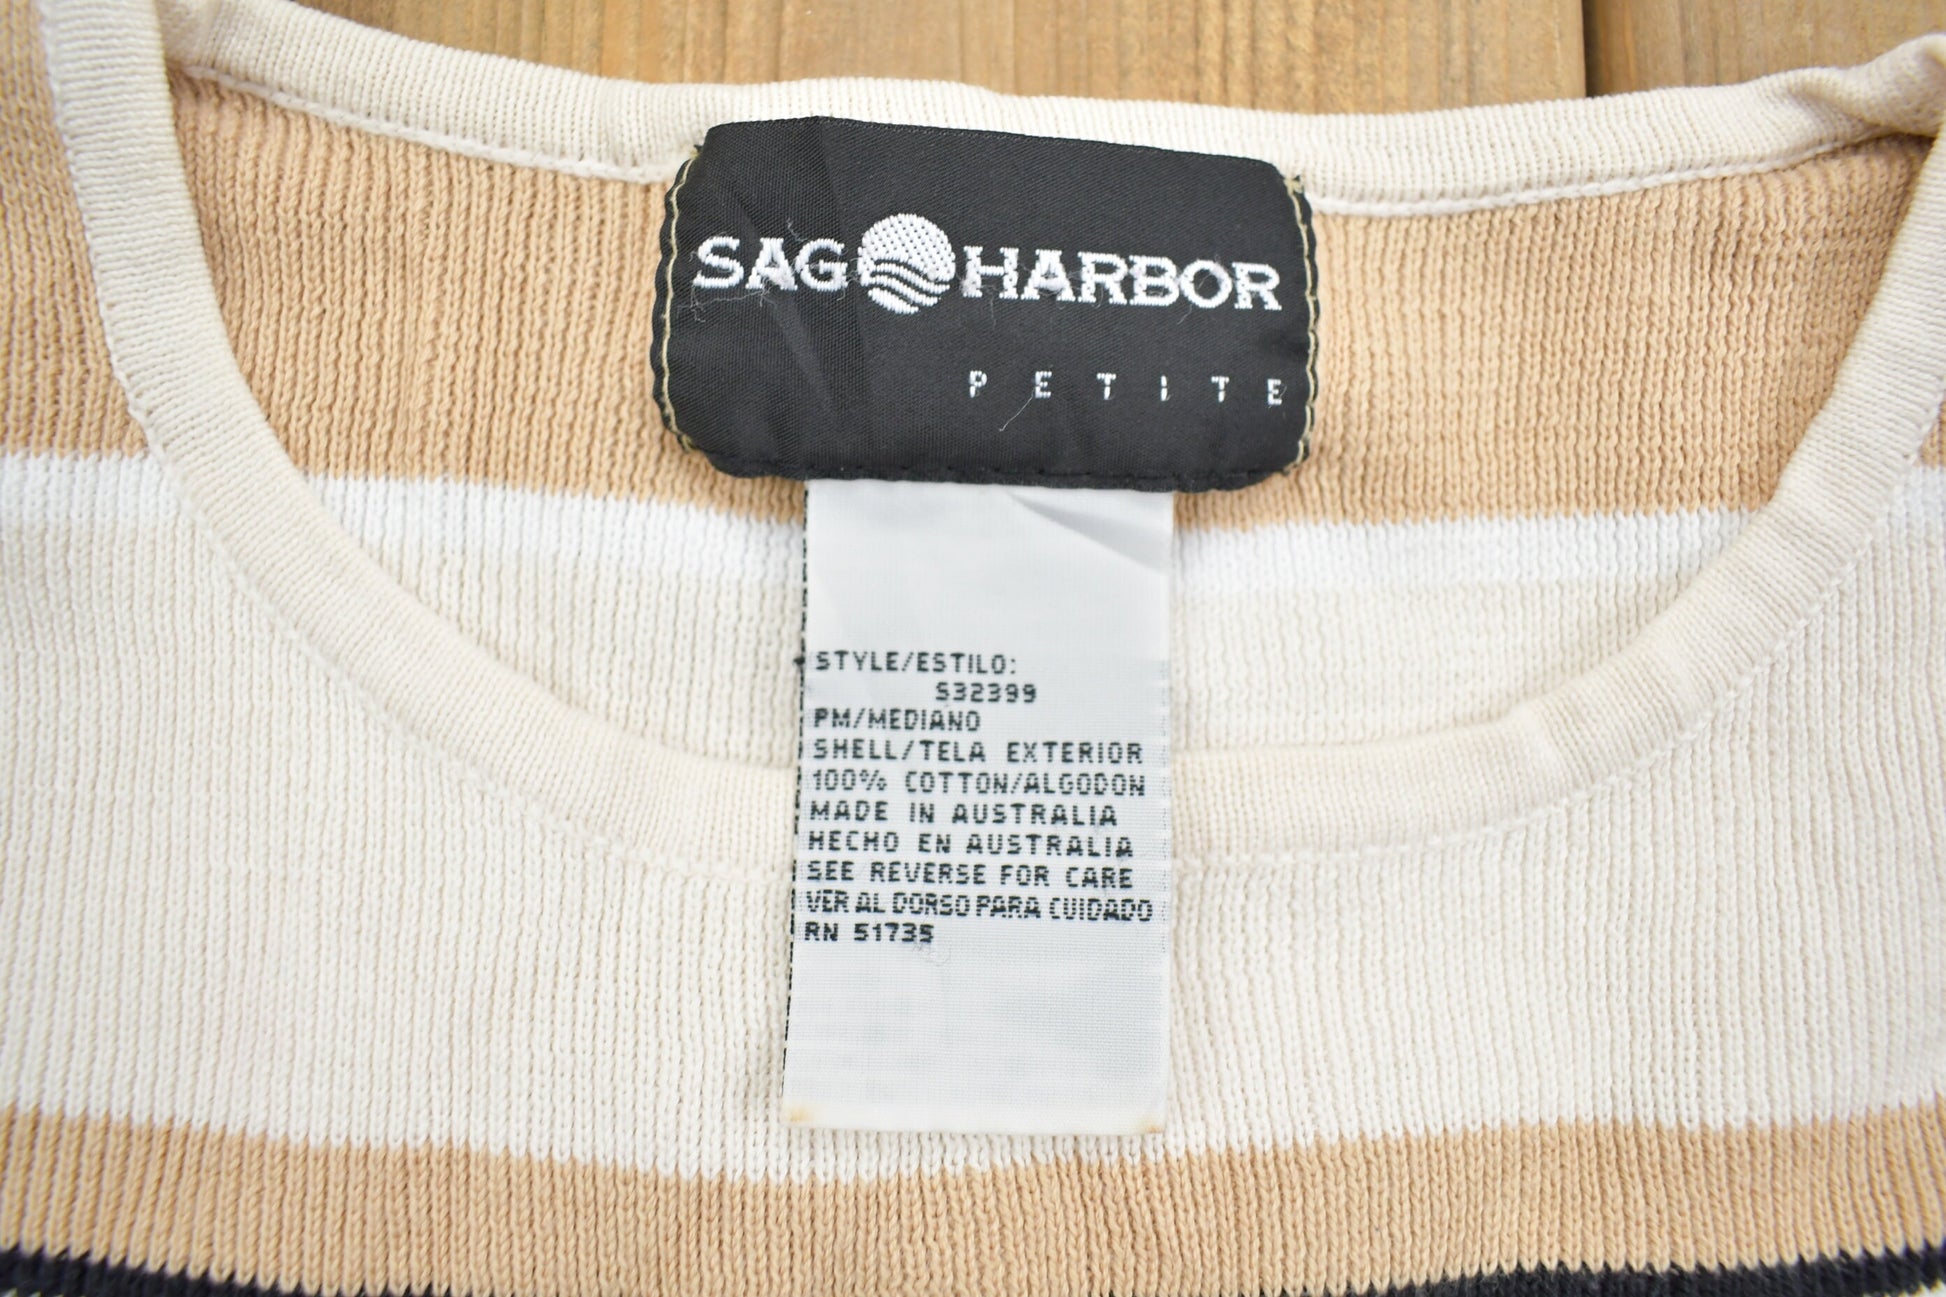 SAG HARBOR
PETITE
STYLE/ESTILO:
S32399
PM/MEDIANO
SHELL/TELA EXTERIOR
100% COTTON/ALGODON
MADE IN AUSTRALIA
HECHO EN AUSTRALIA
SEE REVERSE FOR CARE
VER AL DORSO PARA CUIDADO
RN 51735